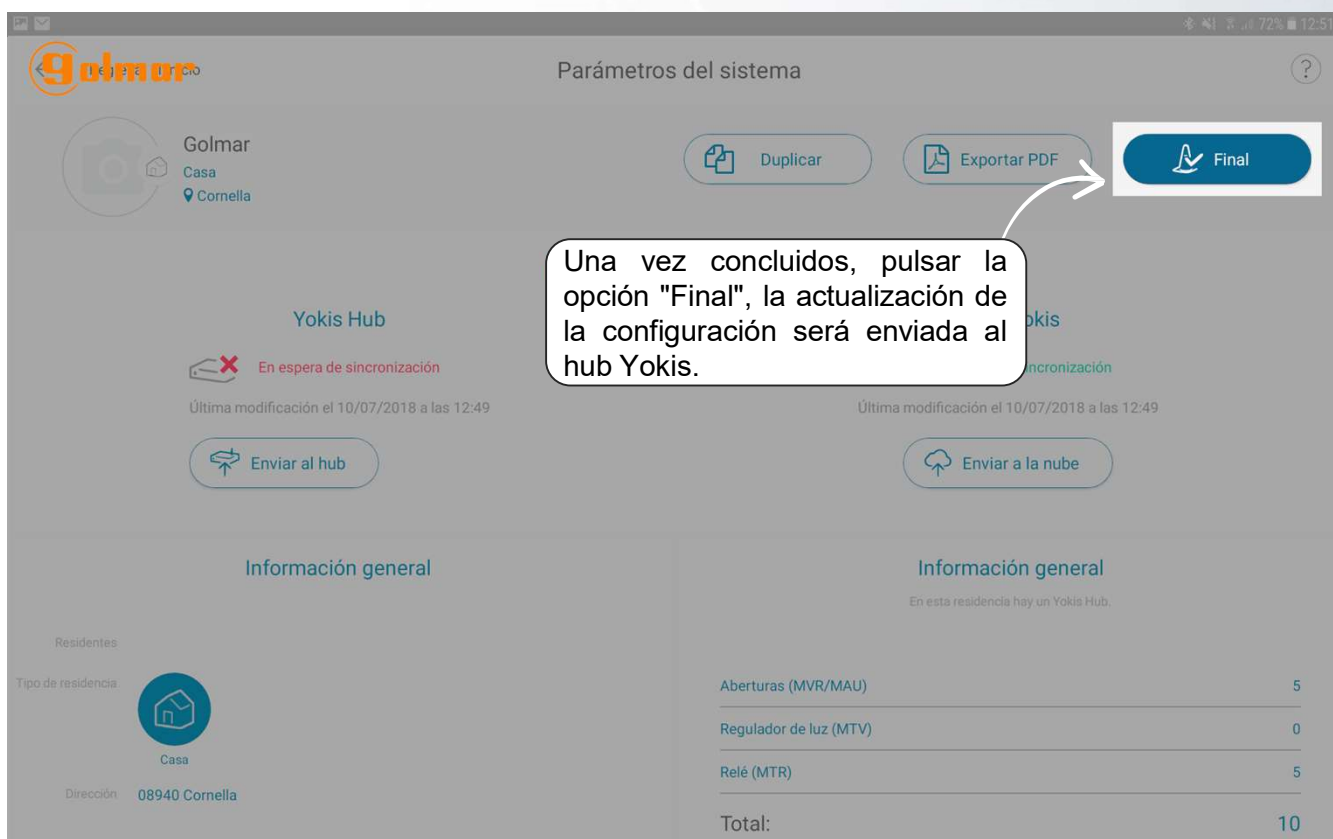 72% 12:51
golmar
Parámetros del sistema
?
Golmar
Casa
Cornella
Duplicar
Exportar PDF
Final
Una vez concluidos, pulsar la
opción "Final", la actualización de
la configuración será enviada al
hub Yokis.
Yokis Hub
En espera de sincronización
Última modificación el 10/07/2018 a las 12:49
Enviar al hub
Última modificación el 10/07/2018 a las 12:49
Enviar a la nube
Información general
Residentes
Tipo de residencia
Casa
Dirección 08940 Cornella
Información general
En esta residencia hay un Yokis Hub.
Aberturas (MVR/MAU) 5
Regulador de luz (MTV) 0
Relé (MTR) 5
Total: 10